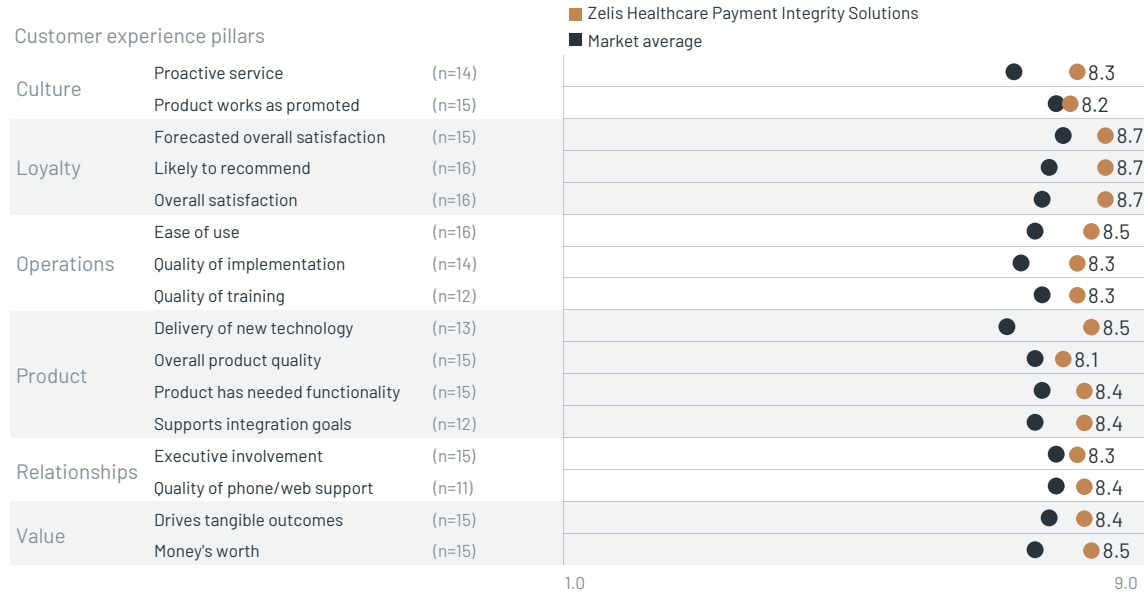 Zelis Healthcare Payment Integrity Solutions
Customer experience pillars
Market average
Culture
Proactive service (n=14) 8.3
Product works as promoted (n=15) 8.2
Loyalty
Forecasted overall satisfaction (n=15) 8.7
Likely to recommend (n=16) 8.7
Overall satisfaction (n=16) 8.7
Operations
Ease of use (n=16) 8.5
Quality of implementation (n=14) 8.3
Quality of training (n=12) 8.3
Product
Delivery of new technology (n=13) 8.5
Overall product quality (n=15) 8.1
Product has needed functionality (n=15) 8.4
Supports integration goals (n=12) 8.4
Relationships
Executive involvement (n=15) 8.3
Quality of phone/web support (n=11) 8.4
Value
Drives tangible outcomes (n=15) 8.4
Money's worth (n=15) 8.5
1.0 9.0